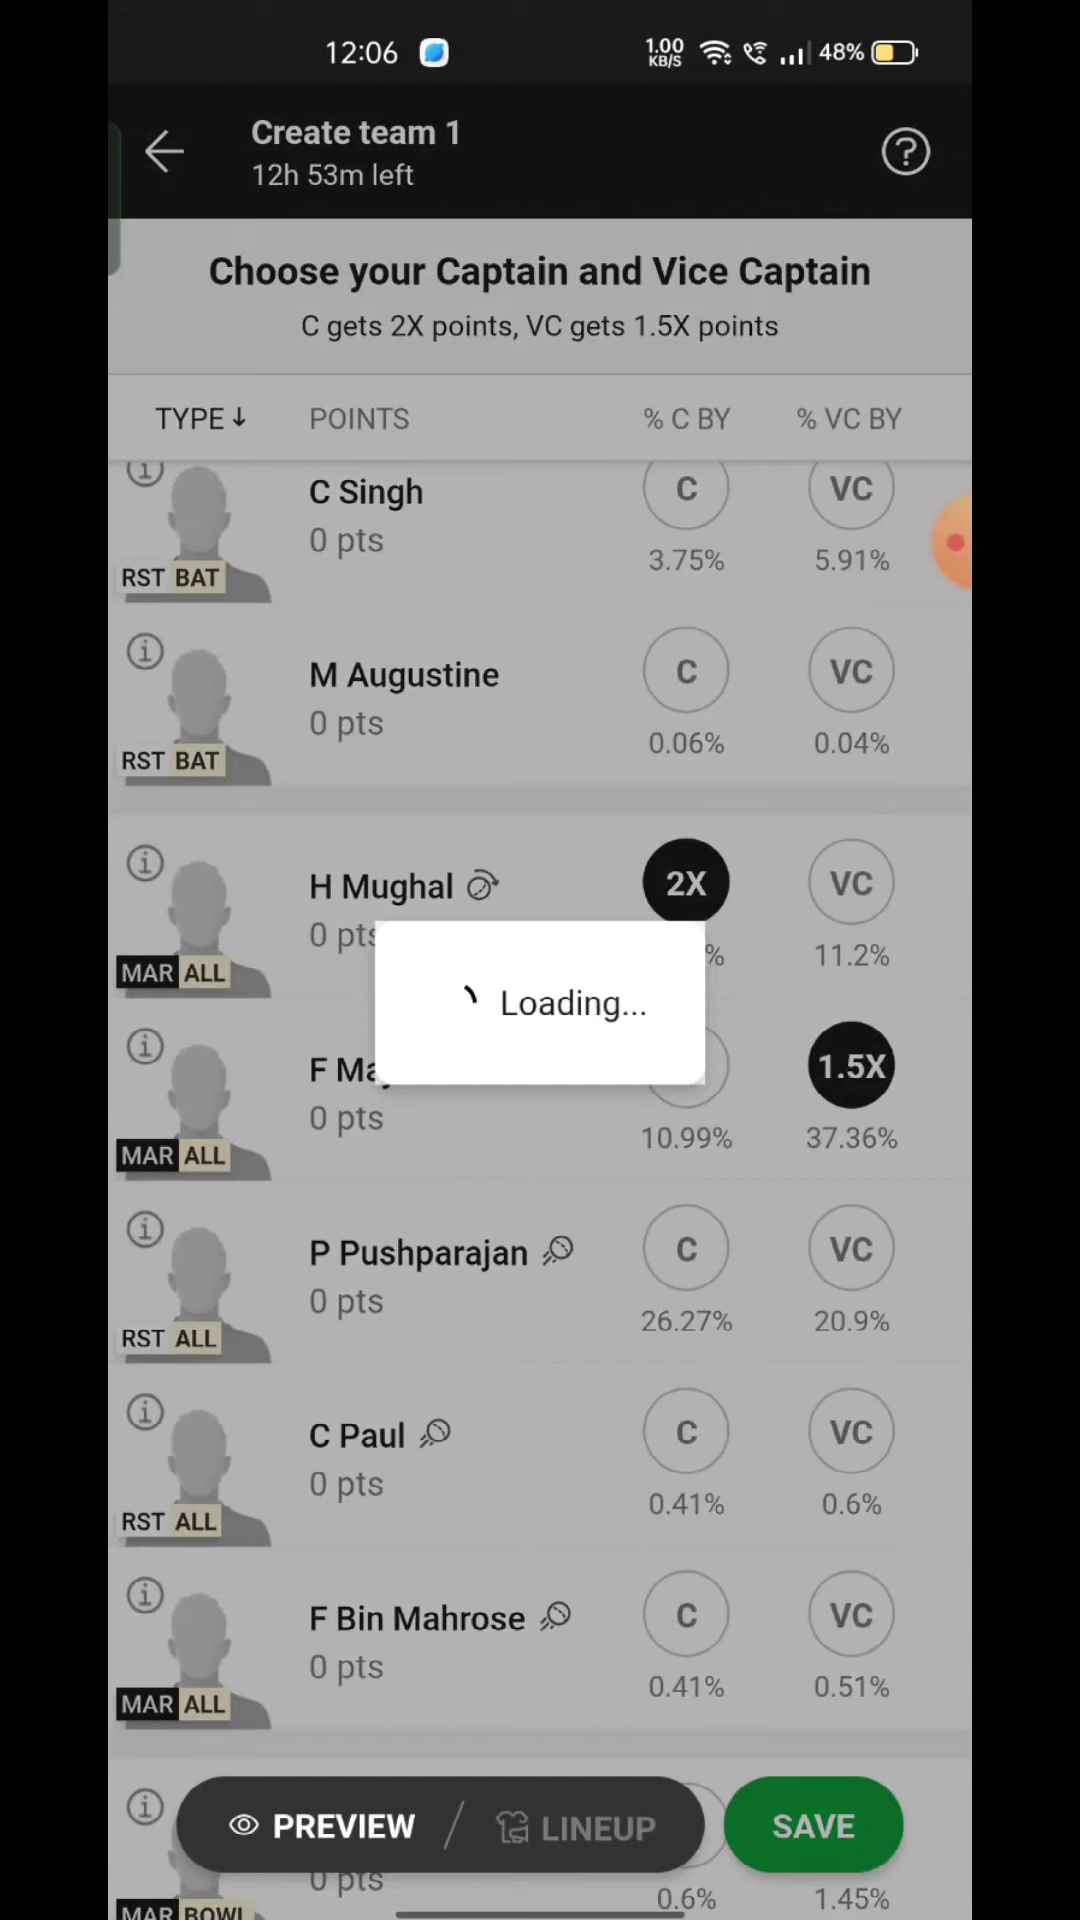 12:06
1.00
KB/S
48%
Create team 1
12h 53m left
Choose your Captain and Vice Captain
C gets 2X points, VC gets 1.5X points
TYPE↓ POINTS % C BY % VC BY
C Singh C VC
0 pts
3.75% 5.91%
RST BAT
M Augustine C VC
0 pts
0.06% 0.04%
RST BAT
H Mughal 2X VC
0 pts
% 11.2%
MAR ALL
Loading...
F Ma 1.5X
0 pts
10.99% 37.36%
MAR ALL
P Pushparajan C VC
0 pts
26.27% 20.9%
RST ALL
C Paul C VC
0 pts
0.41% 0.6%
RST ALL
F Bin Mahrose C VC
0 pts
0.41% 0.51%
MAR ALL
PREVIEW / LINEUP SAVE
0 pts
0.6% 1.45%
MAR BOWL